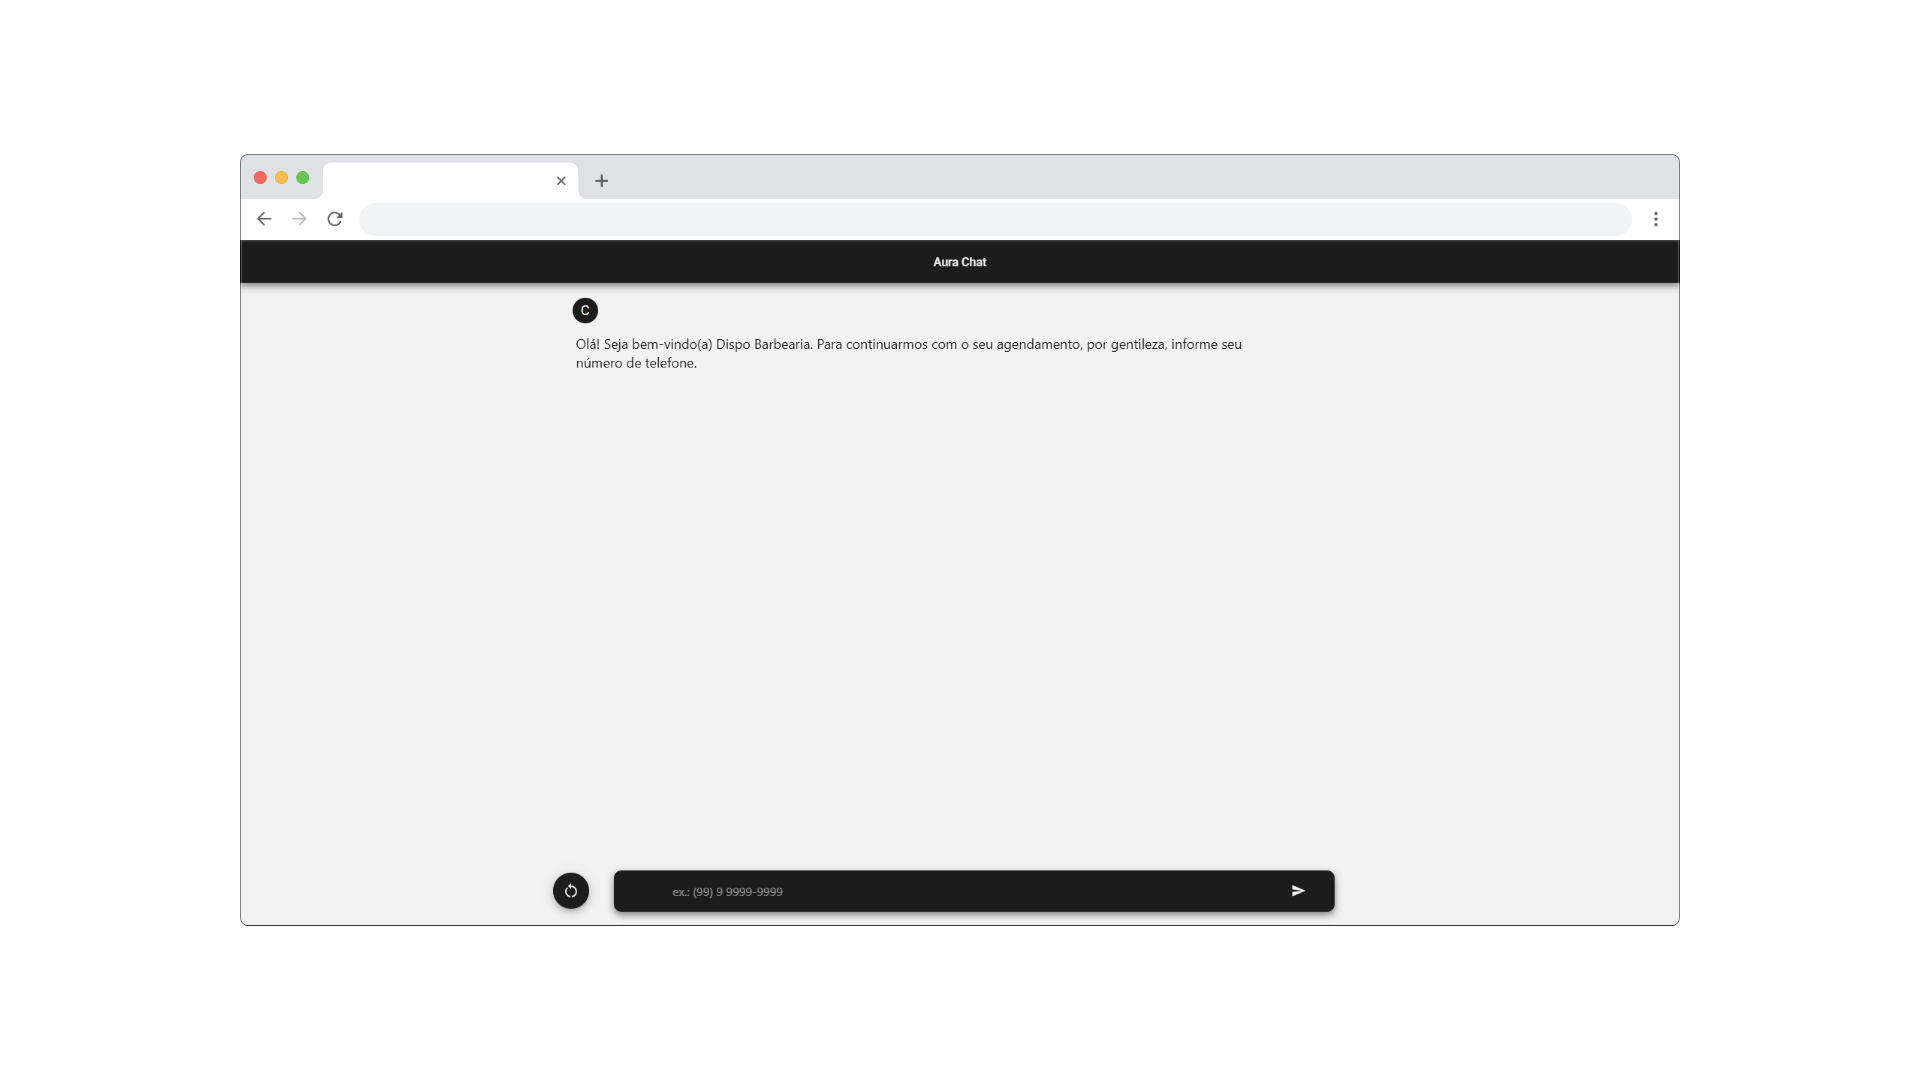 Aura Chat
C
Olá! Seja bem-vindo(a) Dispo Barbearia. Para continuarmos com o seu agendamento, por gentileza, informe seu
número de telefone.
ex.: (99) 9 9999-9999